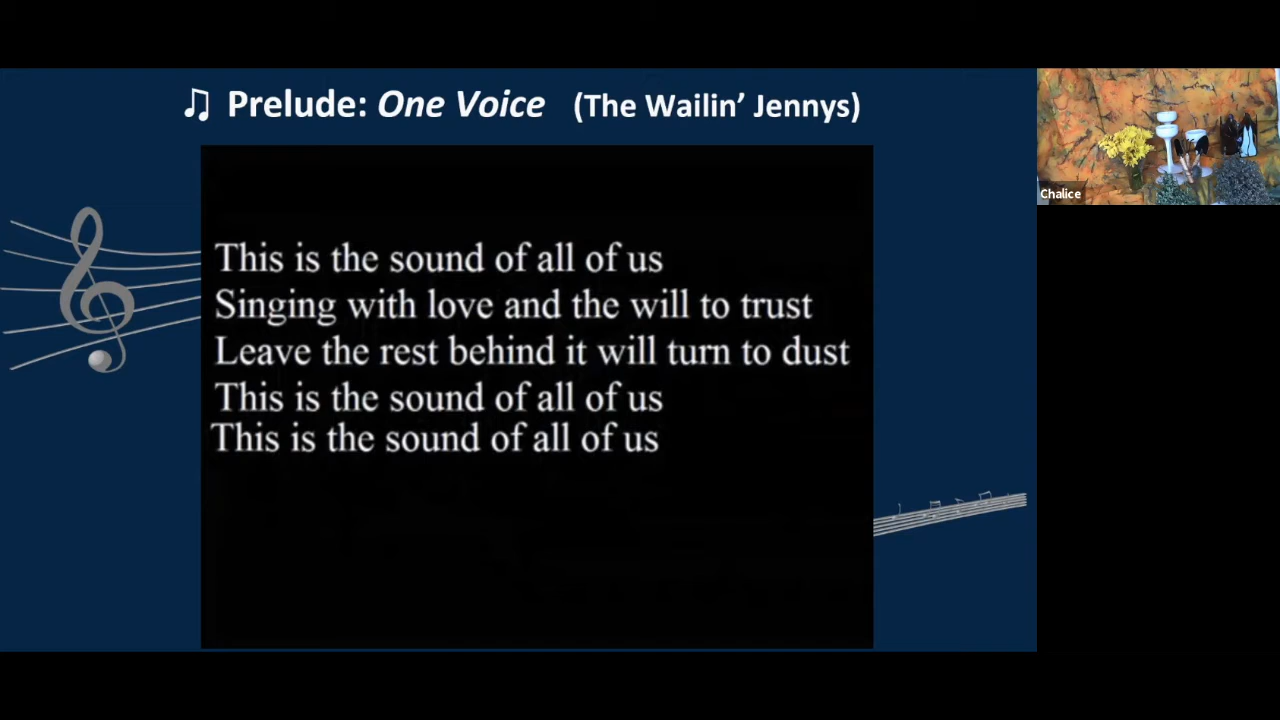 ♫ Prelude: One Voice (The Wailin’ Jennys)
This is the sound of all of us
Singing with love and the will to trust
Leave the rest behind it will turn to dust
This is the sound of all of us
This is the sound of all of us
Chalice